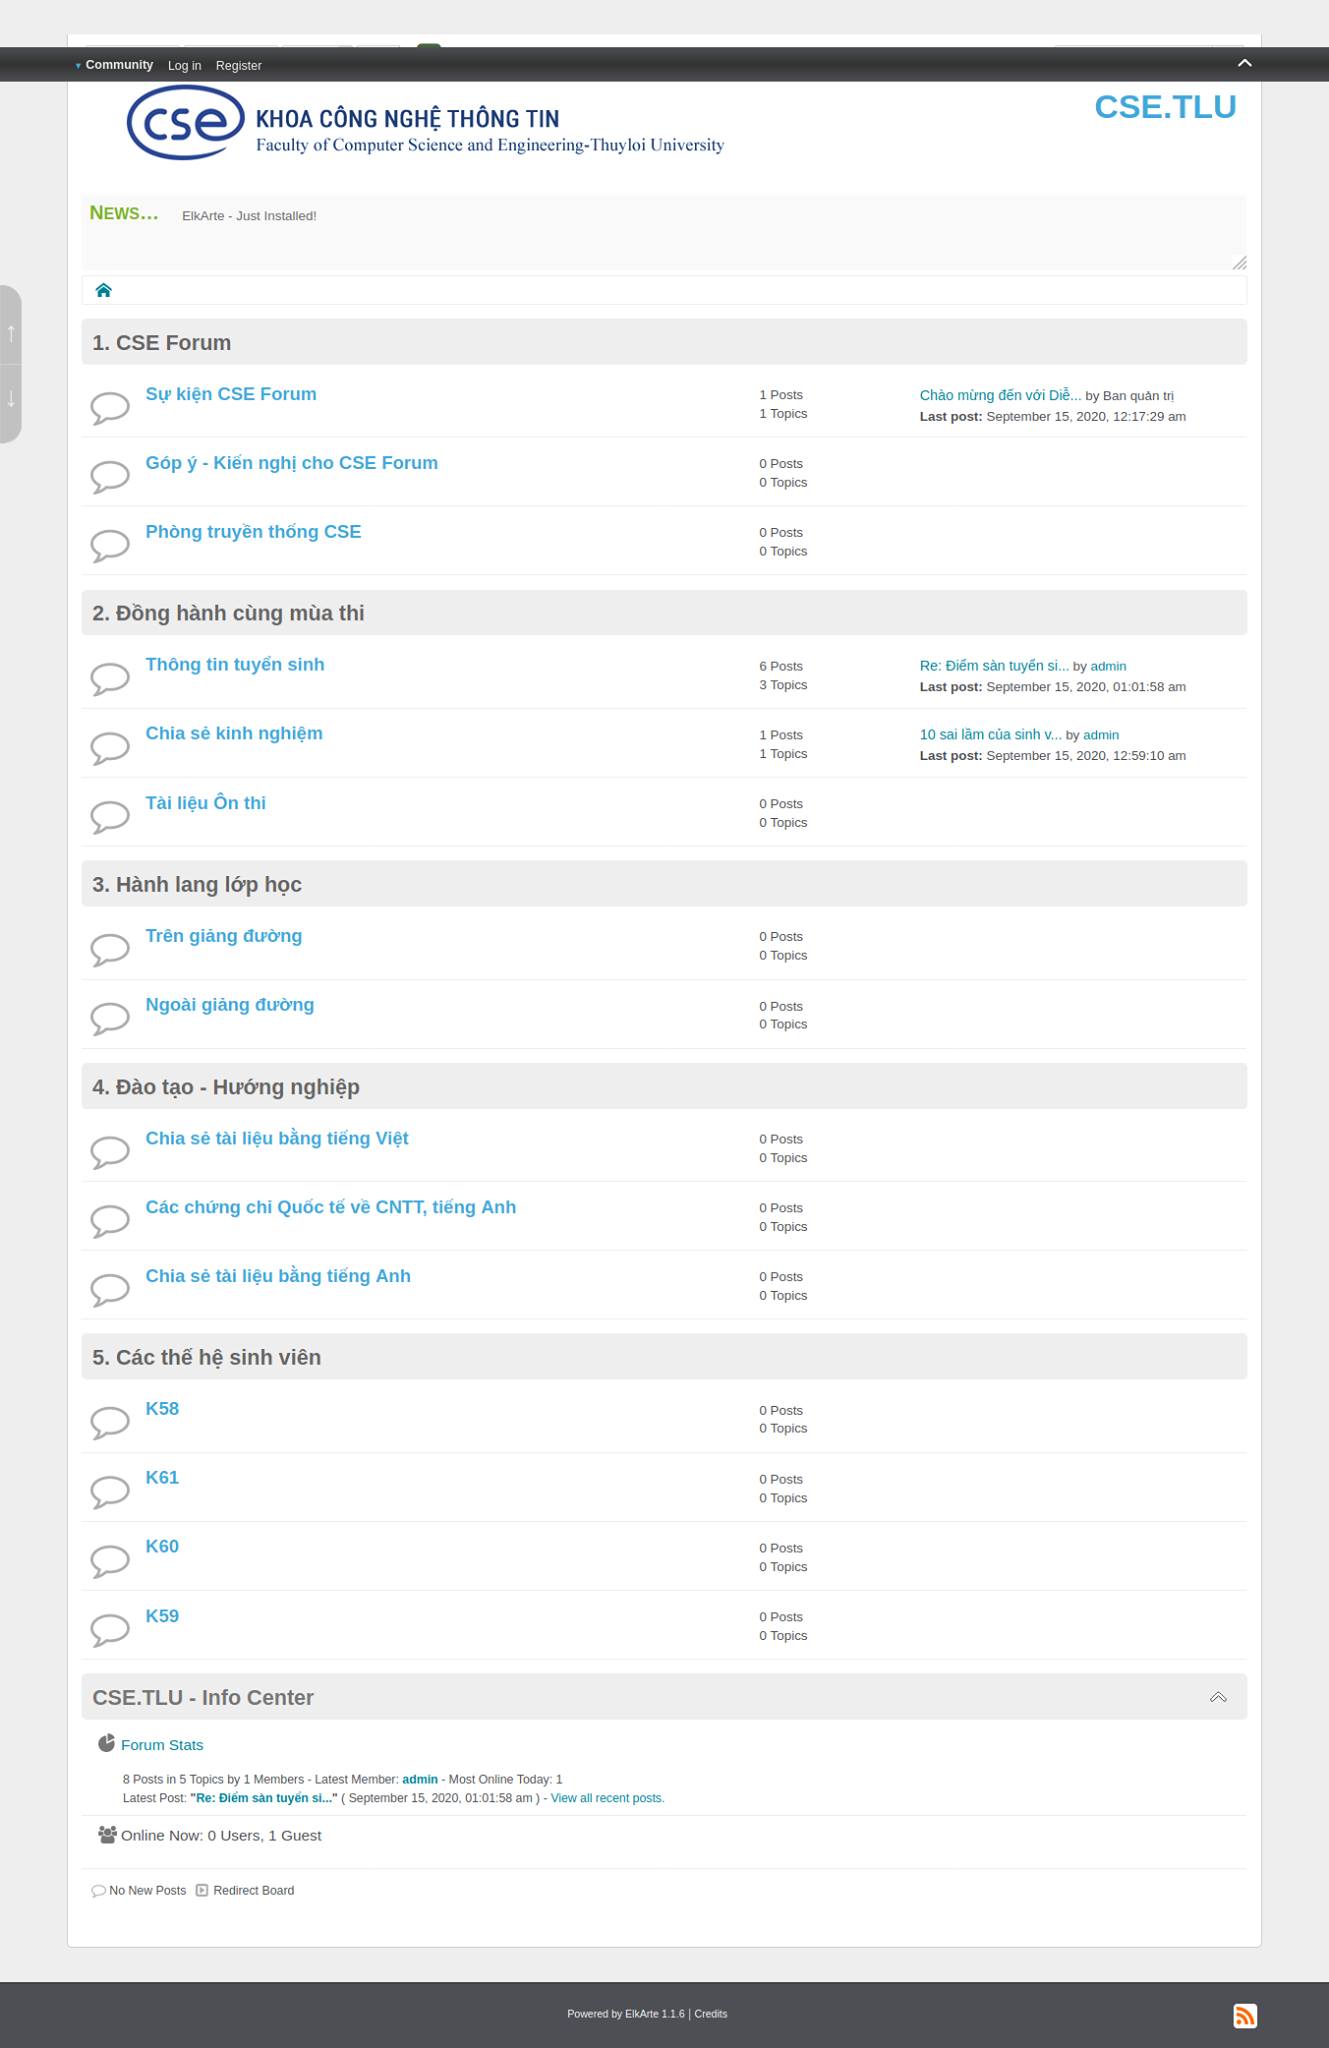 Community Log in Register
cse KHOA CÔNG NGHỆ THÔNG TIN
Faculty of Computer Science and Engineering-Thuyloi University
CSE.TLU
News... ElkArte - Just Installed!
1. CSE Forum
Sự kiện CSE Forum
1 Posts
1 Topics
Chào mừng đến với Diễ... by Ban quản trị
Last post: September 15, 2020, 12:17:29 am
Góp ý - Kiến nghị cho CSE Forum
0 Posts
0 Topics
Phòng truyền thống CSE
0 Posts
0 Topics
2. Đồng hành cùng mùa thi
Thông tin tuyển sinh
6 Posts
3 Topics
Re: Điểm sàn tuyển si... by admin
Last post: September 15, 2020, 01:01:58 am
Chia sẻ kinh nghiệm
1 Posts
1 Topics
10 sai lầm của sinh v... by admin
Last post: September 15, 2020, 12:59:10 am
Tài liệu Ôn thi
0 Posts
0 Topics
3. Hành lang lớp học
Trên giảng đường
0 Posts
0 Topics
Ngoài giảng đường
0 Posts
0 Topics
4. Đào tạo - Hướng nghiệp
Chia sẻ tài liệu bằng tiếng Việt
0 Posts
0 Topics
Các chứng chỉ Quốc tế về CNTT, tiếng Anh
0 Posts
0 Topics
Chia sẻ tài liệu bằng tiếng Anh
0 Posts
0 Topics
5. Các thế hệ sinh viên
K58
0 Posts
0 Topics
K61
0 Posts
0 Topics
K60
0 Posts
0 Topics
K59
0 Posts
0 Topics
CSE.TLU - Info Center
Forum Stats
8 Posts in 5 Topics by 1 Members - Latest Member: admin - Most Online Today: 1
Latest Post: "Re: Điểm sàn tuyển si..." ( September 15, 2020, 01:01:58 am ) - View all recent posts.
Online Now: 0 Users, 1 Guest
No New Posts Redirect Board
Powered by ElkArte 1.1.6 | Credits